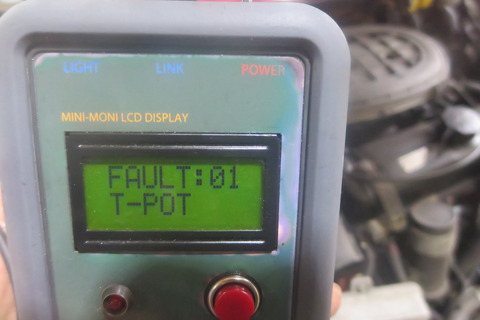 LIGHT LINK POWER
MINI-MONI LCD DISPLAY
FAULT:01
T-POT